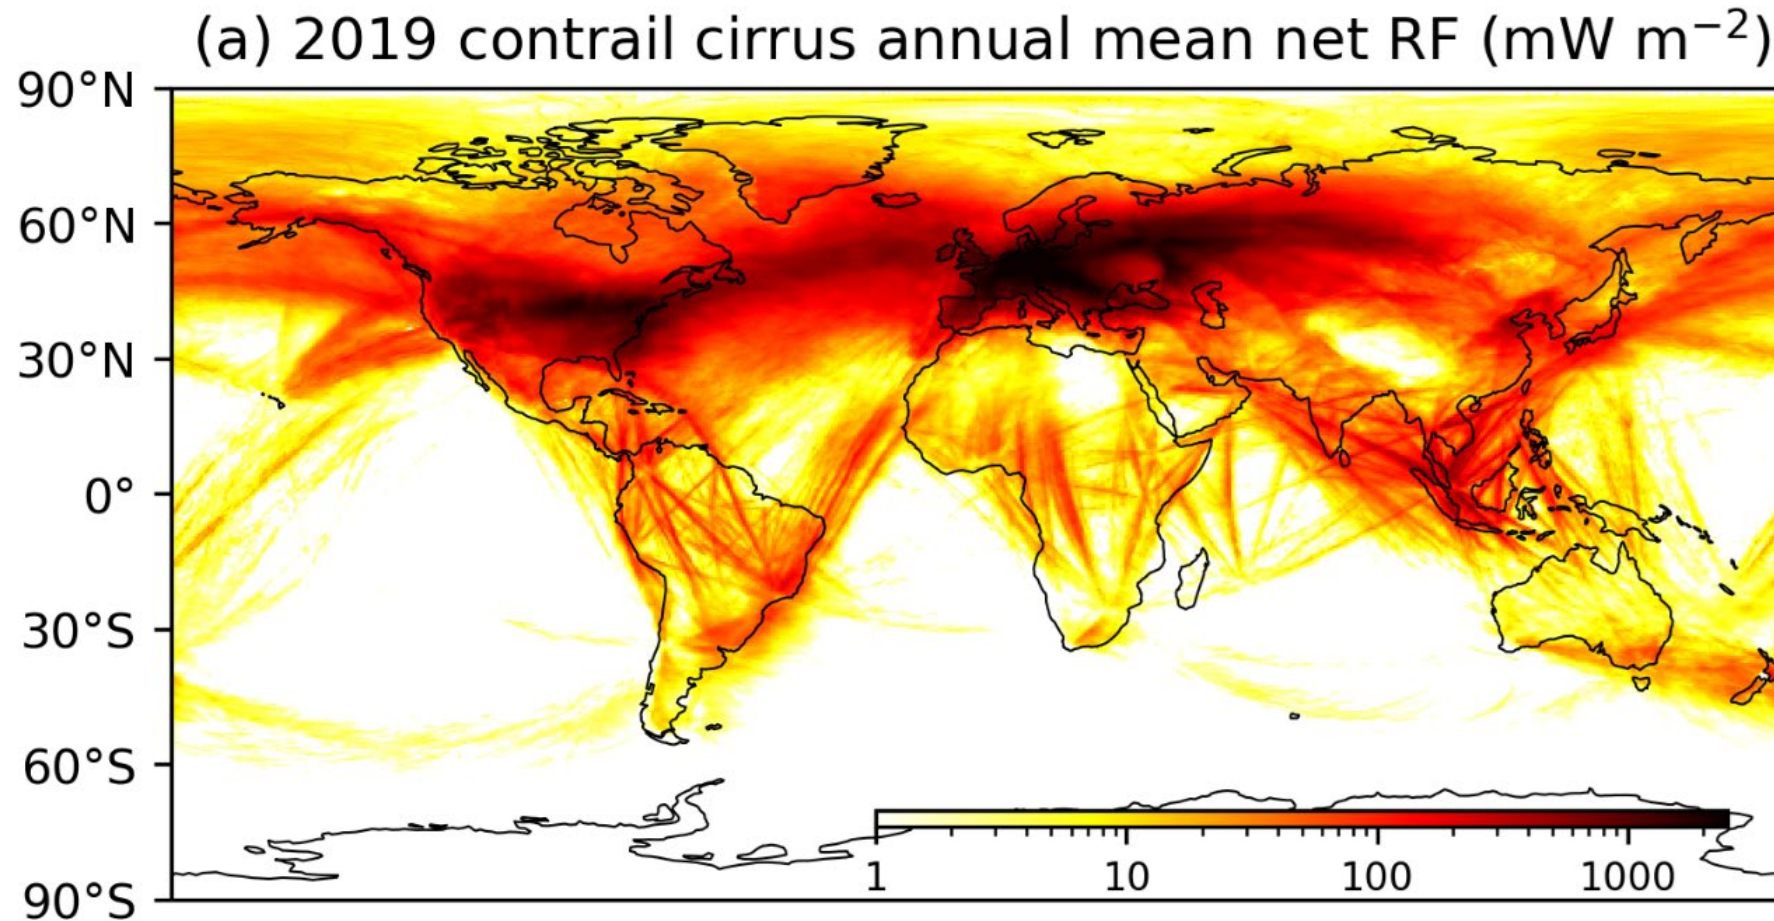 (a) 2019 contrail cirrus annual mean net RF (mW m⁻²)
90°N
60°N
30°N
0°
30°S
60°S
90°S
1 10 100 1000